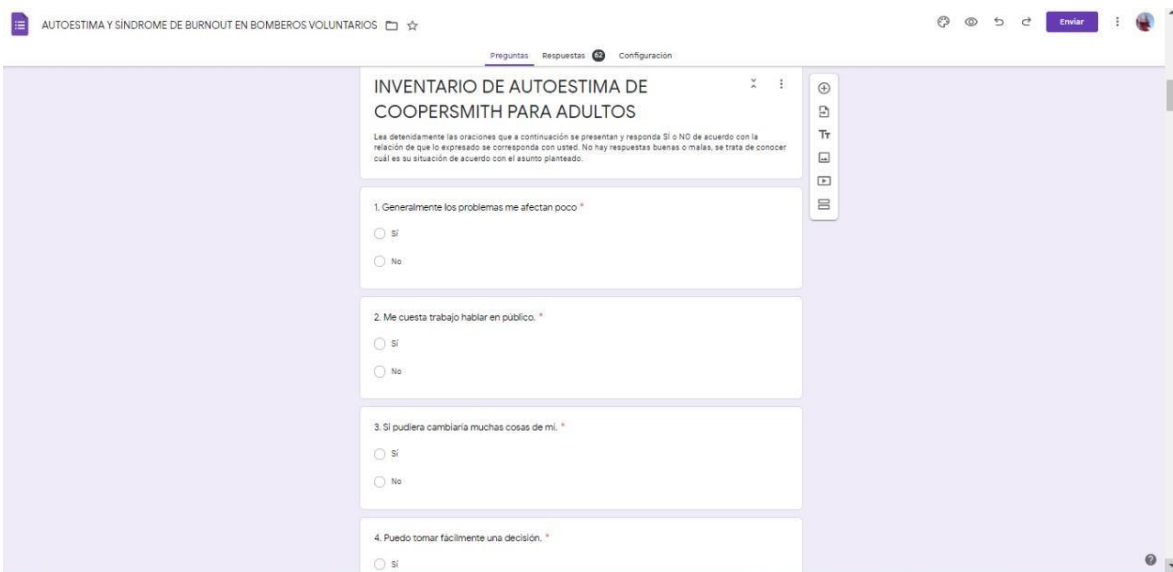 AUTOESTIMA Y SÍNDROME DE BURNOUT EN BOMBEROS VOLUNTARIOS
Enviar
Preguntas Respuestas 62 Configuración
INVENTARIO DE AUTOESTIMA DE
COOPERSMITH PARA ADULTOS
Lea detenidamente las oraciones que a continuación se presentan y responda SÍ o NO de acuerdo con la
relación de que lo expresado se corresponda con usted. No hay respuestas buenas o malas, se trata de conocer
cuál es su situación de acuerdo con el asunto planteado.
1. Generalmente los problemas me afectan poco *
Sí
No
2. Me cuesta trabajo hablar en público. *
Sí
No
3. Si pudiera cambiaría muchas cosas de mí. *
Sí
No
4. Puedo tomar fácilmente una decisión. *
Sí